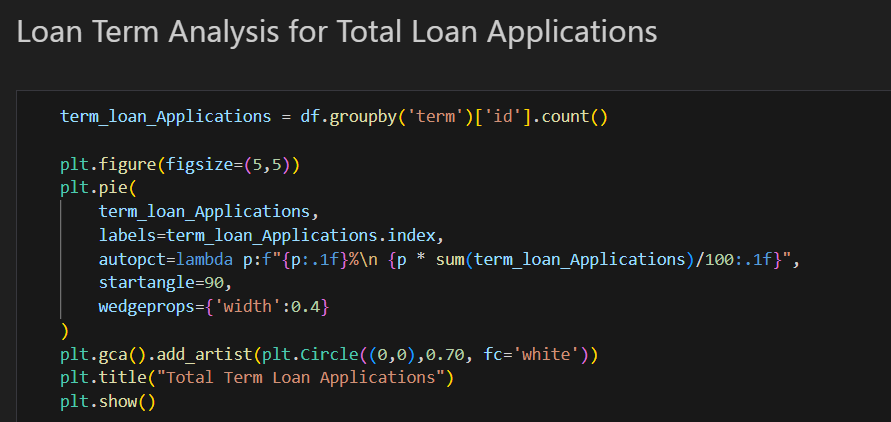 Loan Term Analysis for Total Loan Applications
term_loan_Applications = df.groupby('term')['id'].count()
plt.figure(figsize=(5,5))
plt.pie(
    term_loan_Applications,
    labels=term_loan_Applications.index,
    autopct=lambda p:f"{p:.1f}%\n {p * sum(term_loan_Applications)/100:.1f}",
    startangle=90,
    wedgeprops={'width':0.4}
)
plt.gca().add_artist(plt.Circle((0,0),0.70, fc='white'))
plt.title("Total Term Loan Applications")
plt.show()